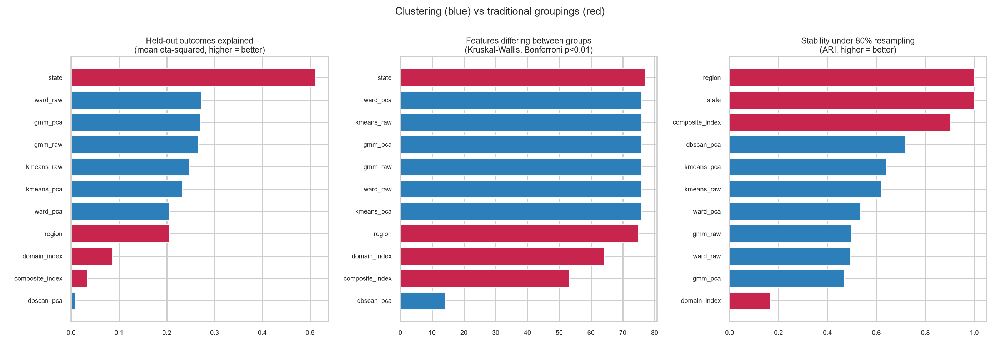 Clustering (blue) vs traditional groupings (red)
Held-out outcomes explained
(mean eta-squared, higher = better)
state
ward_raw
gmm_pca
gmm_raw
kmeans_raw
kmeans_pca
ward_pca
region
domain_index
composite_index
dbscan_pca
0.0 0.1 0.2 0.3 0.4 0.5
Features differing between groups
(Kruskal-Wallis, Bonferroni p<0.01)
state
ward_pca
kmeans_raw
gmm_pca
gmm_raw
ward_raw
kmeans_pca
region
domain_index
composite_index
dbscan_pca
0 10 20 30 40 50 60 70 80
Stability under 80% resampling
(ARI, higher = better)
region
state
composite_index
dbscan_pca
kmeans_pca
kmeans_raw
ward_pca
gmm_raw
ward_raw
gmm_pca
domain_index
0.0 0.2 0.4 0.6 0.8 1.0